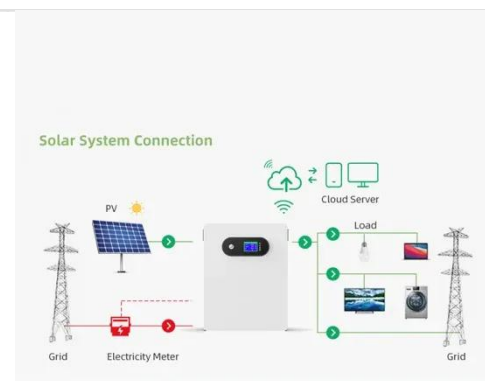 Solar System Connection
Cloud Server
PV
Load
Grid
Electricity Meter
Grid